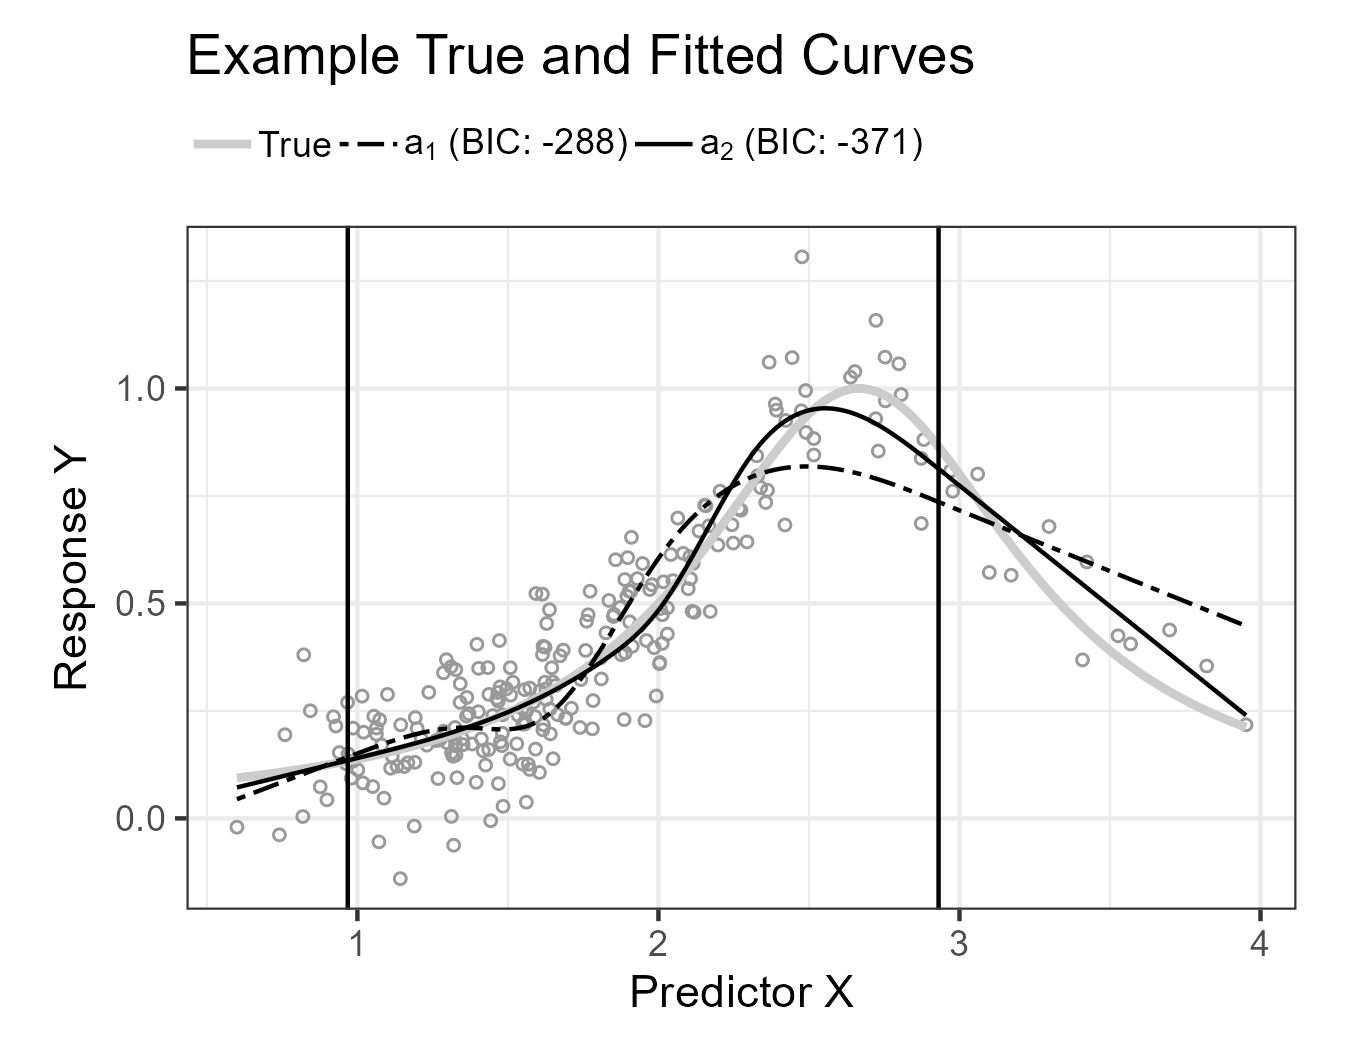 Example True and Fitted Curves
True a₁ (BIC: -288) a₂ (BIC: -371)
Response Y
1.0
0.5
0.0
1 2 3 4
Predictor X